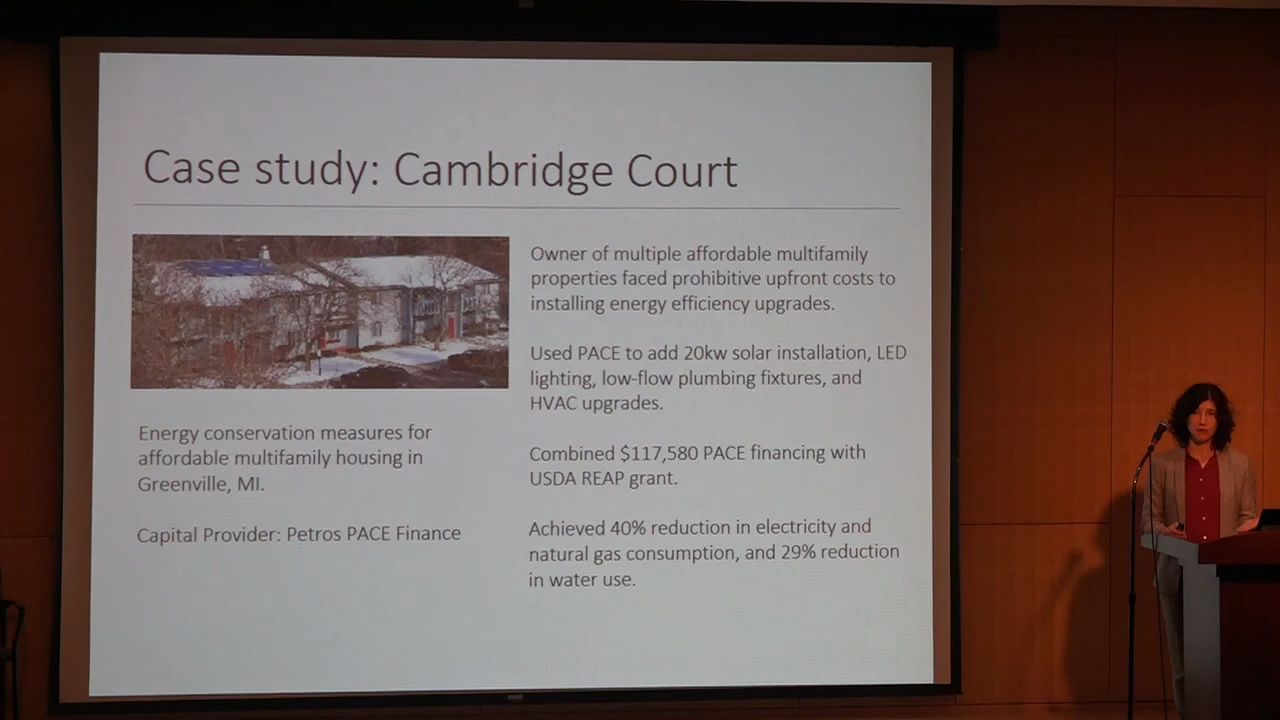 Case study: Cambridge Court
Energy conservation measures for
affordable multifamily housing in
Greenville, MI.
Capital Provider: Petros PACE Finance
Owner of multiple affordable multifamily
properties faced prohibitive upfront costs to
installing energy efficiency upgrades.
Used PACE to add 20kw solar installation, LED
lighting, low-flow plumbing fixtures, and
HVAC upgrades.
Combined $117,580 PACE financing with
USDA REAP grant.
Achieved 40% reduction in electricity and
natural gas consumption, and 29% reduction
in water use.